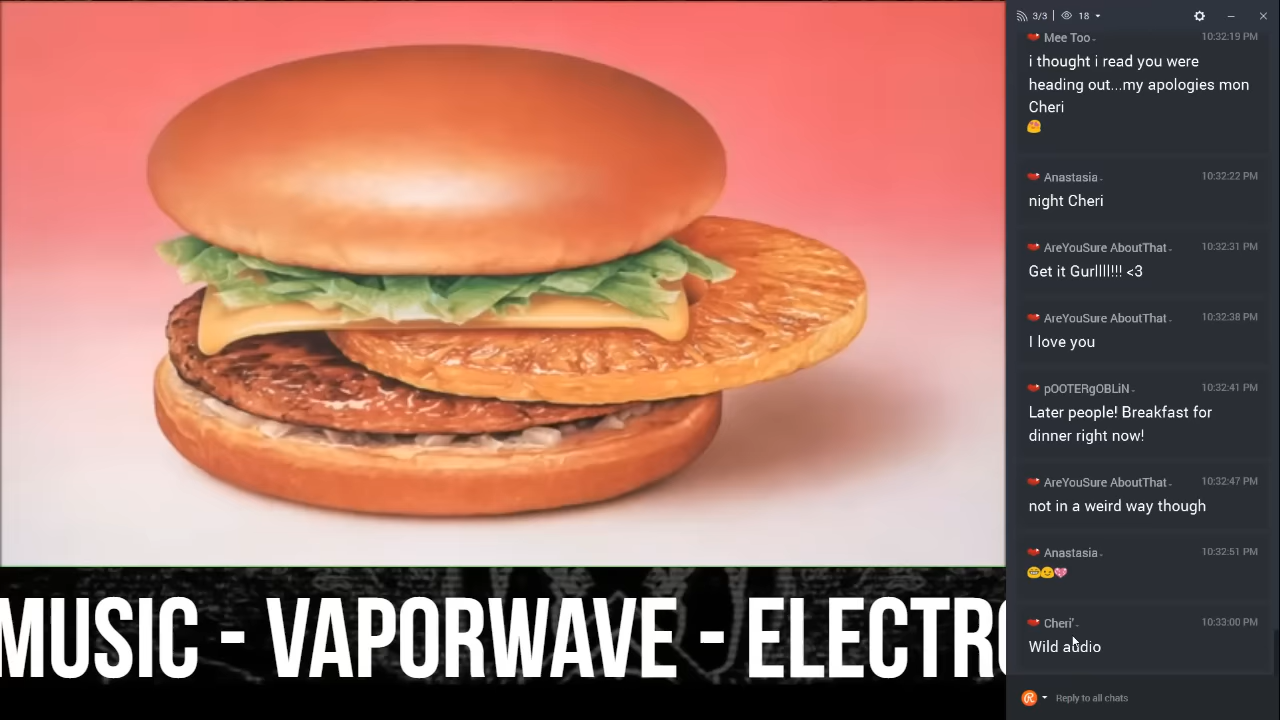 MUSIC - VAPORWAVE - ELECTRO
3/3 | 18
Mee Too 10:32:19 PM
i thought i read you were
heading out...my apologies mon
Cheri
Anastasia 10:32:22 PM
night Cheri
AreYouSure AboutThat 10:32:31 PM
Get it Gurllll!!! <3
AreYouSure AboutThat 10:32:38 PM
I love you
pOOTERgOBLiN 10:32:41 PM
Later people! Breakfast for
dinner right now!
AreYouSure AboutThat 10:32:47 PM
not in a weird way though
Anastasia 10:32:51 PM
🤓😉💖
Cheri' 10:33:00 PM
Wild audio
Reply to all chats